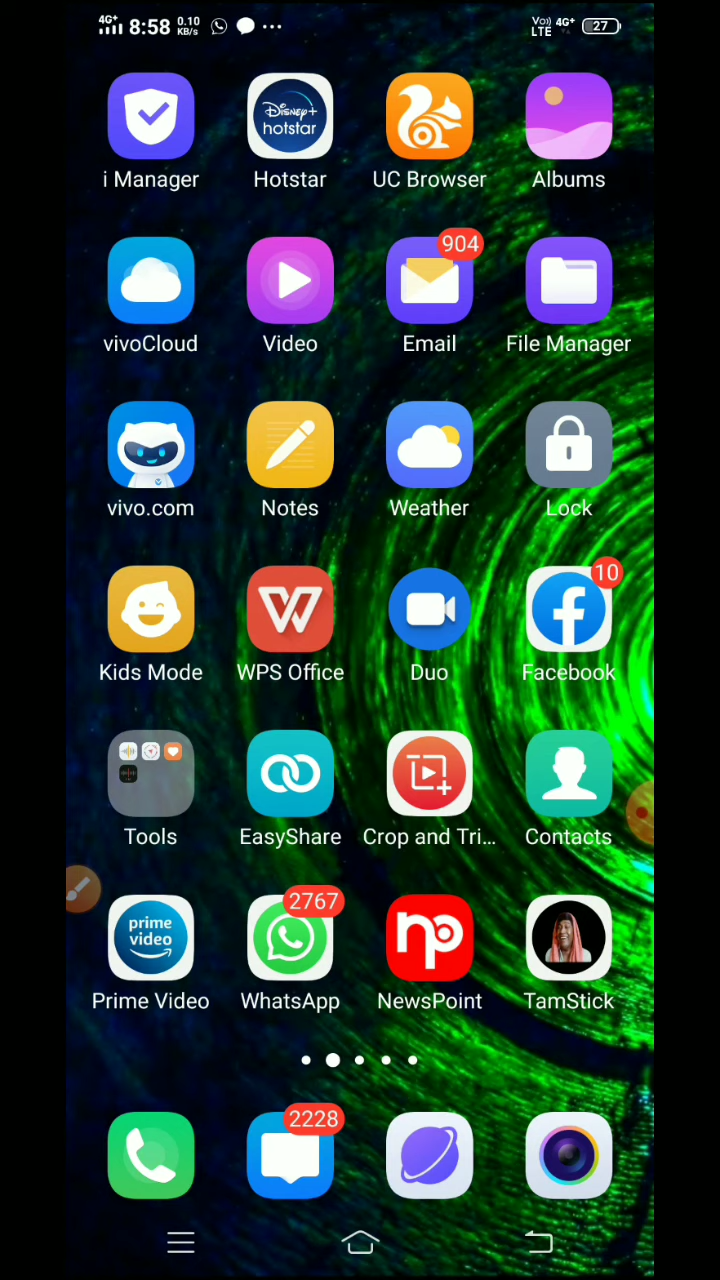 4G+ 8:58 0.10 KB/s Vo) LTE 4G+ 27
Disney+ hotstar
i Manager Hotstar UC Browser Albums
904
vivoCloud Video Email File Manager
vivo.com Notes Weather Lock
10
Kids Mode WPS Office Duo Facebook
Tools EasyShare Crop and Tri... Contacts
2767
prime video np
Prime Video WhatsApp NewsPoint TamStick
2228